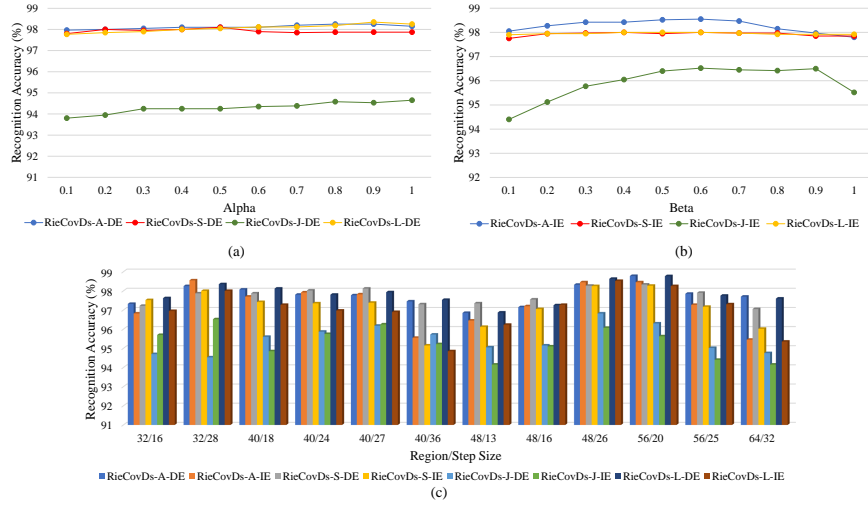 99
98
97
96
95
94
93
92
91
Recognition Accuracy (%)
0.1 0.2 0.3 0.4 0.5 0.6 0.7 0.8 0.9 1
Alpha
RieCovDs-A-DE RieCovDs-S-DE RieCovDs-J-DE RieCovDs-L-DE
(a)
99
98
97
96
95
94
93
92
Recognition Accuracy (%)
0.1 0.2 0.3 0.4 0.5 0.6 0.7 0.8 0.9 1
Beta
RieCovDs-A-IE RieCovDs-S-IE RieCovDs-J-IE RieCovDs-L-IE
(b)
99
98
97
96
95
94
93
92
91
Recognition Accuracy (%)
32/16 32/28 40/18 40/24 40/27 40/36 48/13 48/16 48/26 56/20 56/25 64/32
Region/Step Size
RieCovDs-A-DE RieCovDs-A-IE RieCovDs-S-DE RieCovDs-S-IE RieCovDs-J-DE RieCovDs-J-IE RieCovDs-L-DE RieCovDs-L-IE
(c)